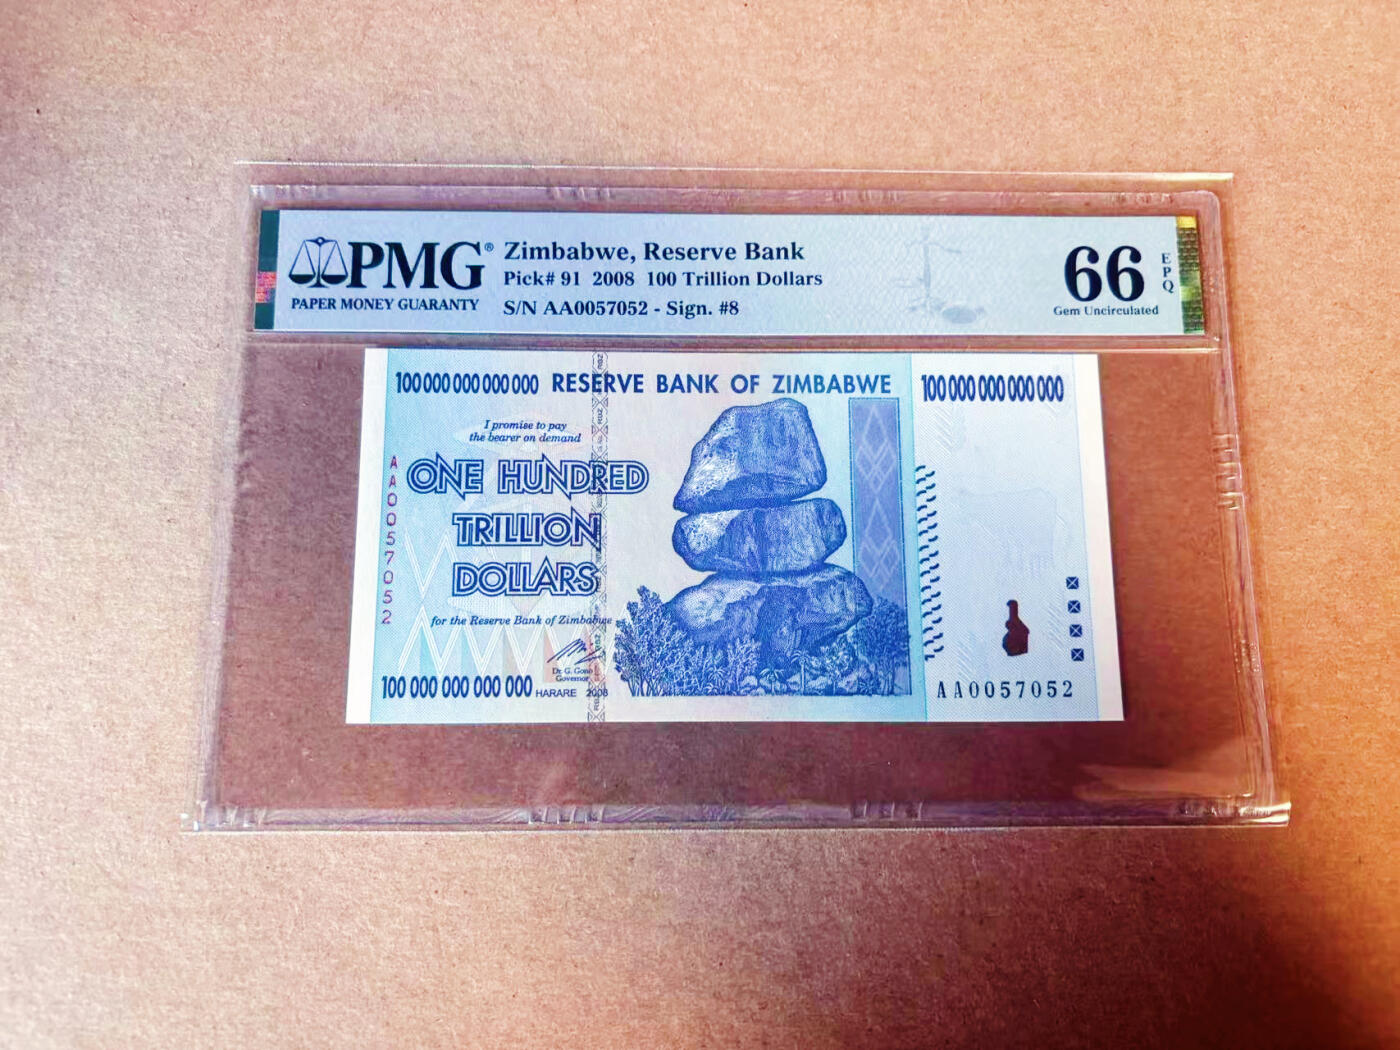 PMG®
PAPER MONEY GUARANTY
Zimbabwe, Reserve Bank
Pick# 91 2008 100 Trillion Dollars
S/N AA0057052 - Sign. #8
66
EPQ
Gem Uncirculated
100 000 000 000 000 RESERVE BANK OF ZIMBABWE 100 000 000 000 000
I promise to pay
the bearer on demand
ONE HUNDRED
TRILLION
DOLLARS
AA0057052
for the Reserve Bank of Zimbabwe
Dr. G. Gono
Governor
100 000 000 000 000 HARARE 2008
AA0057052